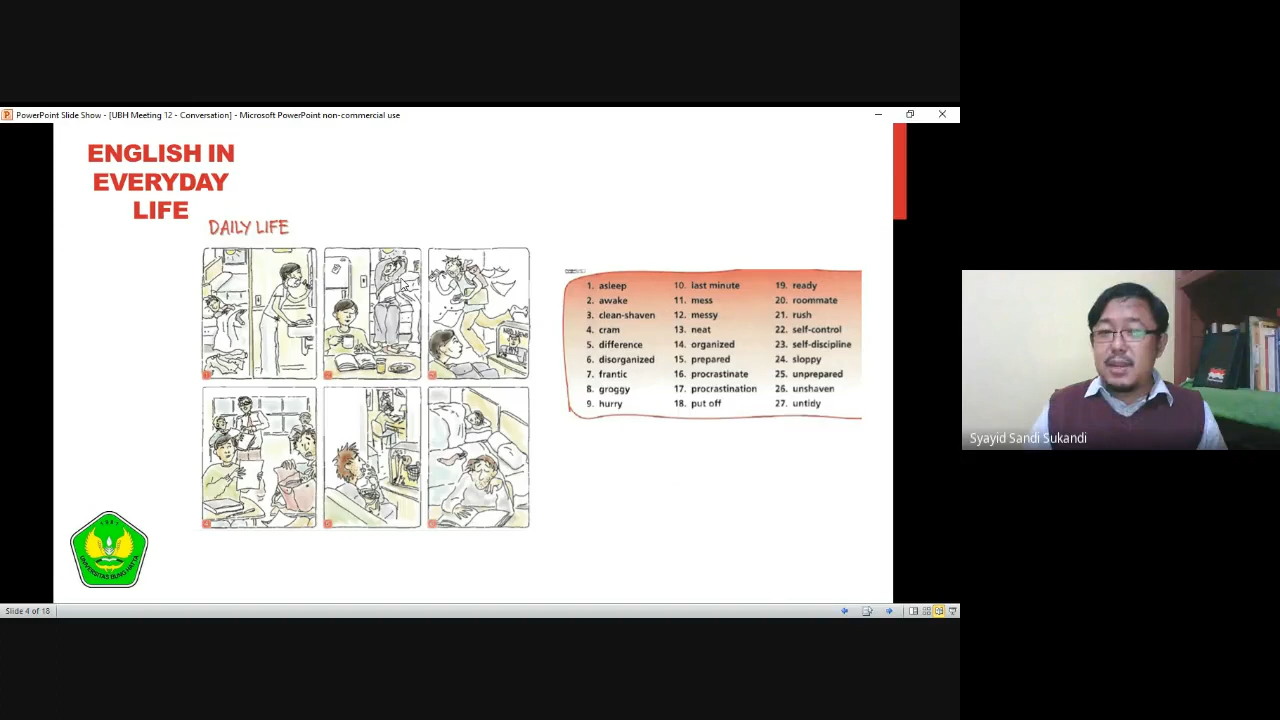 PowerPoint Slide Show - [UBH Meeting 12 - Conversation] - Microsoft PowerPoint non-commercial use
ENGLISH IN
EVERYDAY
LIFE
DAILY LIFE
1. asleep
2. awake
3. clean-shaven
4. cram
5. difference
6. disorganized
7. frantic
8. groggy
9. hurry
10. last minute
11. mess
12. messy
13. neat
14. organized
15. prepared
16. procrastinate
17. procrastination
18. put off
19. ready
20. roommate
21. rush
22. self-control
23. self-discipline
24. sloppy
25. unprepared
26. unshaven
27. untidy
1981
UNIVERSITAS BUNG HATTA
Slide 4 of 18
Syayid Sandi Sukandi